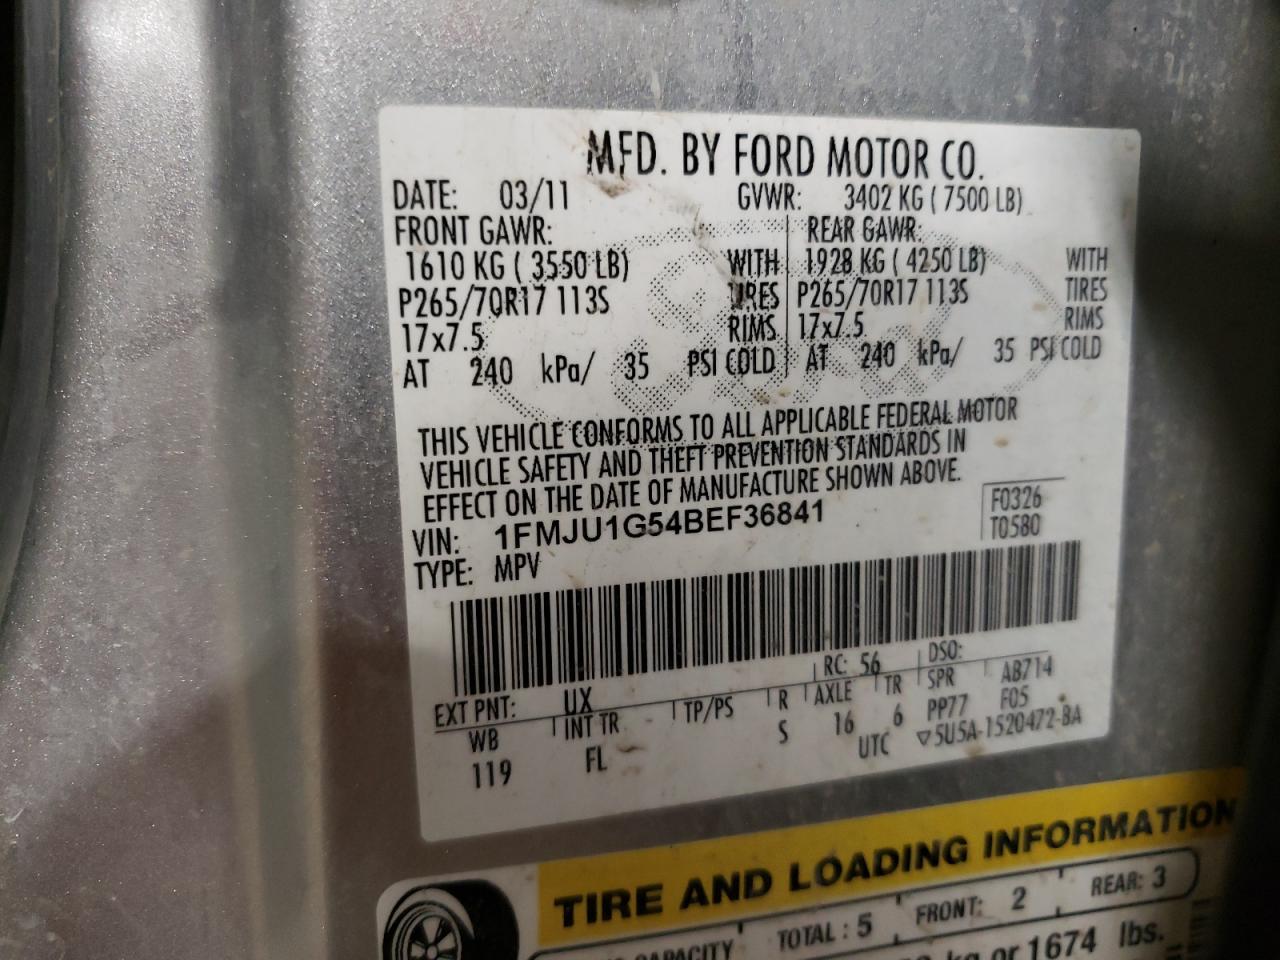 MFD. BY FORD MOTOR CO.
DATE: 03/11 GVWR: 3402 KG ( 7500 LB)
FRONT GAWR: REAR GAWR:
1610 KG ( 3550 LB) WITH 1928 KG ( 4250 LB) WITH
P265/70R17 113S TIRES P265/70R17 113S TIRES
17x7.5 RIMS 17x7.5 RIMS
AT 240 kPa/ 35 PSI COLD AT 240 kPa/ 35 PSI COLD
THIS VEHICLE CONFORMS TO ALL APPLICABLE FEDERAL MOTOR
VEHICLE SAFETY AND THEFT PREVENTION STANDARDS IN
EFFECT ON THE DATE OF MANUFACTURE SHOWN ABOVE.
VIN: 1FMJU1G54BEF36841 F0326
TYPE: MPV T0580
EXT PNT: UX RC: 56 DSO:
WB INT TR TP/PS R AXLE TR SPR AB714
119 FL S 16 6 PP77 F05
UTC ▽5U5A-1520472-BA
TIRE AND LOADING INFORMATION
CAPACITY TOTAL : 5 FRONT: 2 REAR: 3
kg or 1674 lbs.